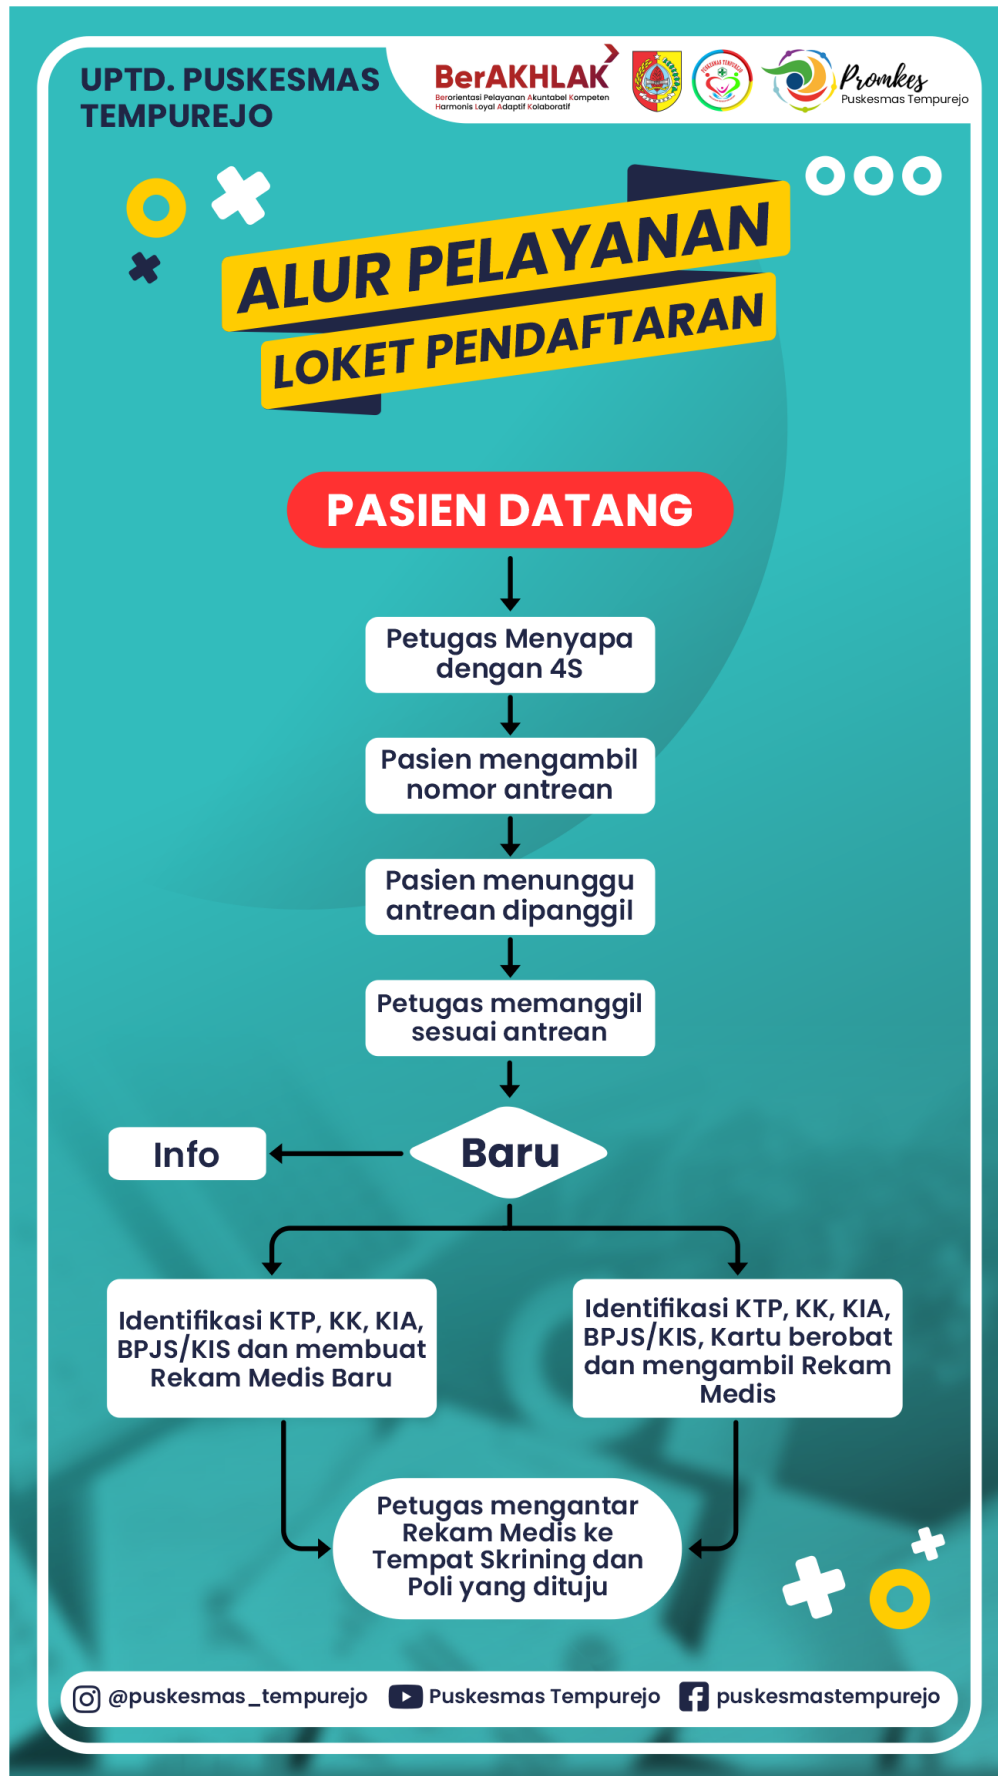 UPTD. PUSKESMAS
TEMPUREJO
BerAKHLAK
Berorientasi Pelayanan Akuntabel Kompeten
Harmonis Loyal Adaptif Kolaboratif
PUSKESMAS TEMPUREJO
Promkes
Puskesmas Tempurejo
ALUR PELAYANAN
LOKET PENDAFTARAN
PASIEN DATANG
Petugas Menyapa
dengan 4S
Pasien mengambil
nomor antrean
Pasien menunggu
antrean dipanggil
Petugas memanggil
sesuai antrean
Info
Baru
Identifikasi KTP, KK, KIA,
BPJS/KIS dan membuat
Rekam Medis Baru
Identifikasi KTP, KK, KIA,
BPJS/KIS, Kartu berobat
dan mengambil Rekam
Medis
Petugas mengantar
Rekam Medis ke
Tempat Skrining dan
Poli yang dituju
@puskesmas_tempurejo
Puskesmas Tempurejo
puskesmastempurejo